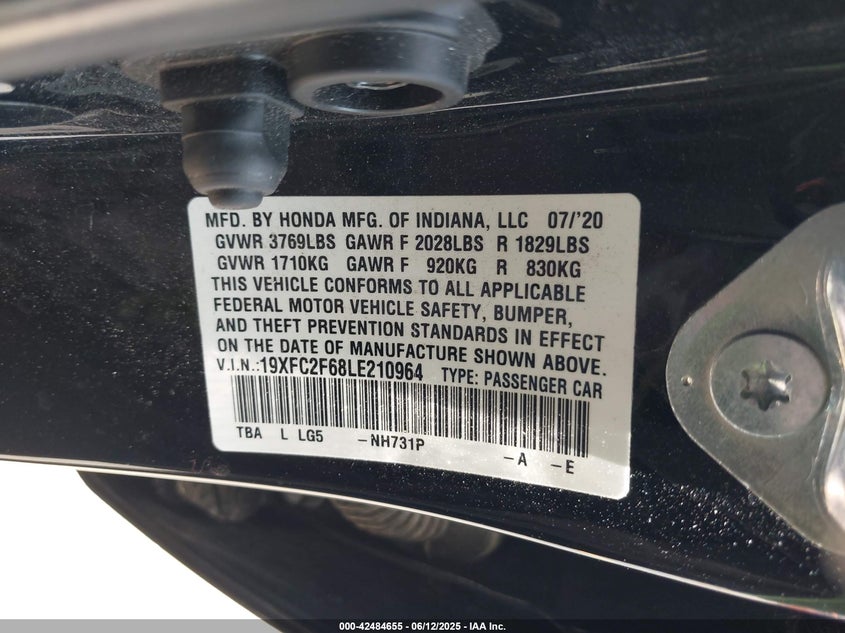 MFD. BY HONDA MFG. OF INDIANA, LLC 07/'20
GVWR 3769LBS GAWR F 2028LBS R 1829LBS
GVWR 1710KG GAWR F 920KG R 830KG
THIS VEHICLE CONFORMS TO ALL APPLICABLE
FEDERAL MOTOR VEHICLE SAFETY, BUMPER,
AND THEFT PREVENTION STANDARDS IN EFFECT
ON THE DATE OF MANUFACTURE SHOWN ABOVE.
V.I.N.:19XFC2F68LE210964 TYPE: PASSENGER CAR
TBA L LG5 -NH731P -A -E
000-42484655 - 06/12/2025 - IAA Inc.